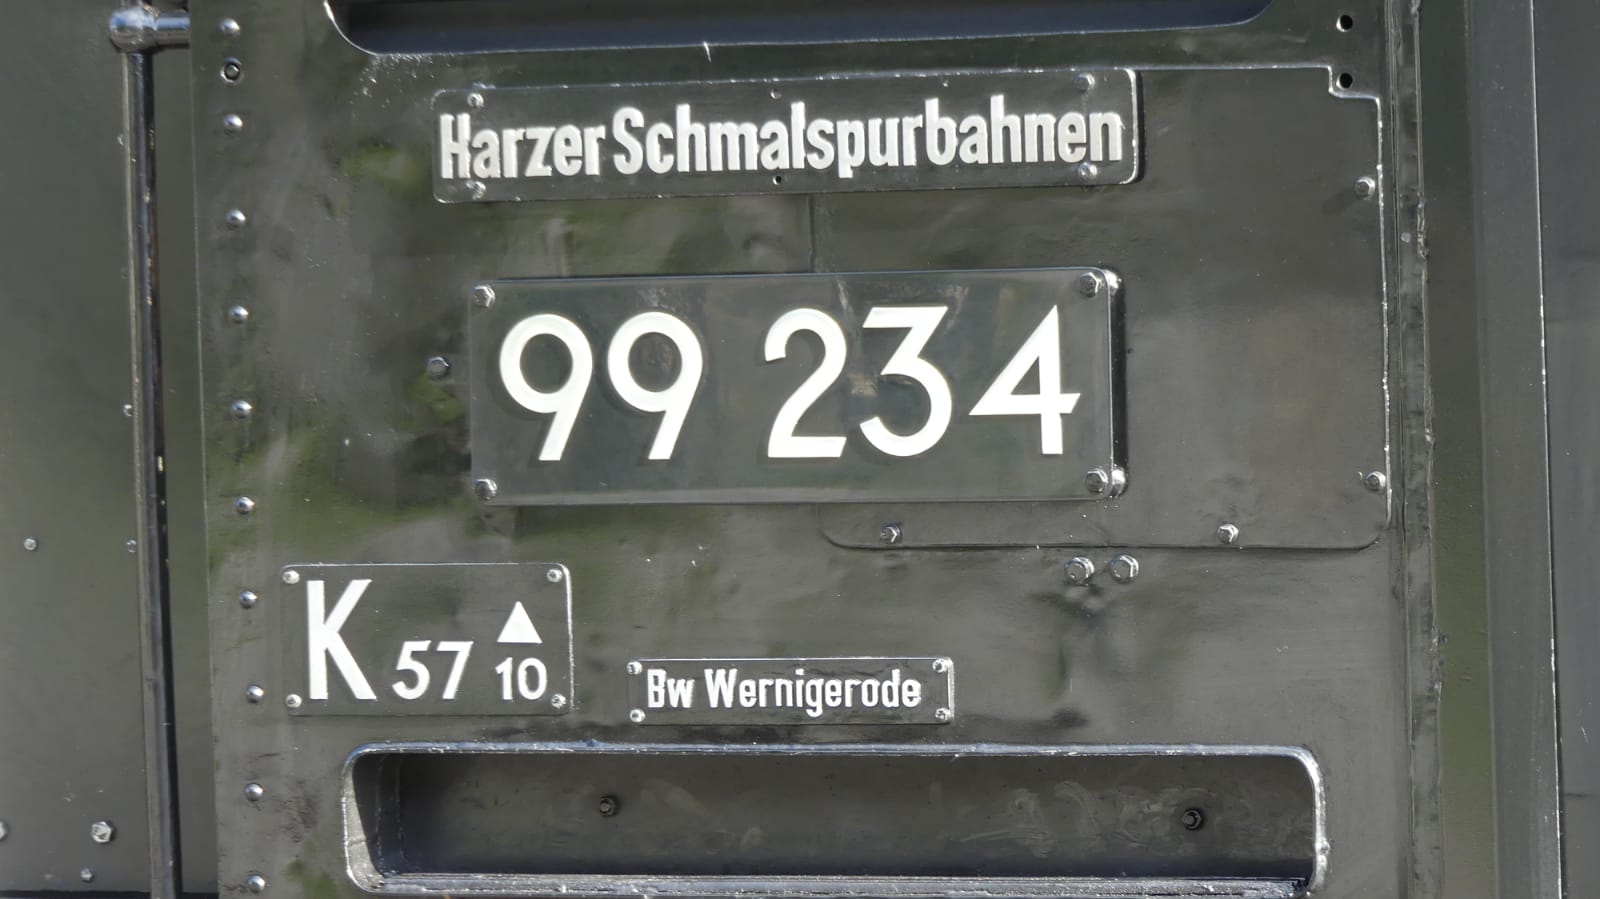 Harzer Schmalspurbahnen
99 234
K 57 10
Bw Wernigerode